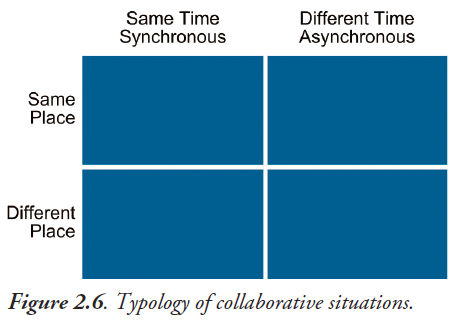 Same Time
Synchronous
Different Time
Asynchronous
Same
Place
Different
Place
Figure 2.6. Typology of collaborative situations.